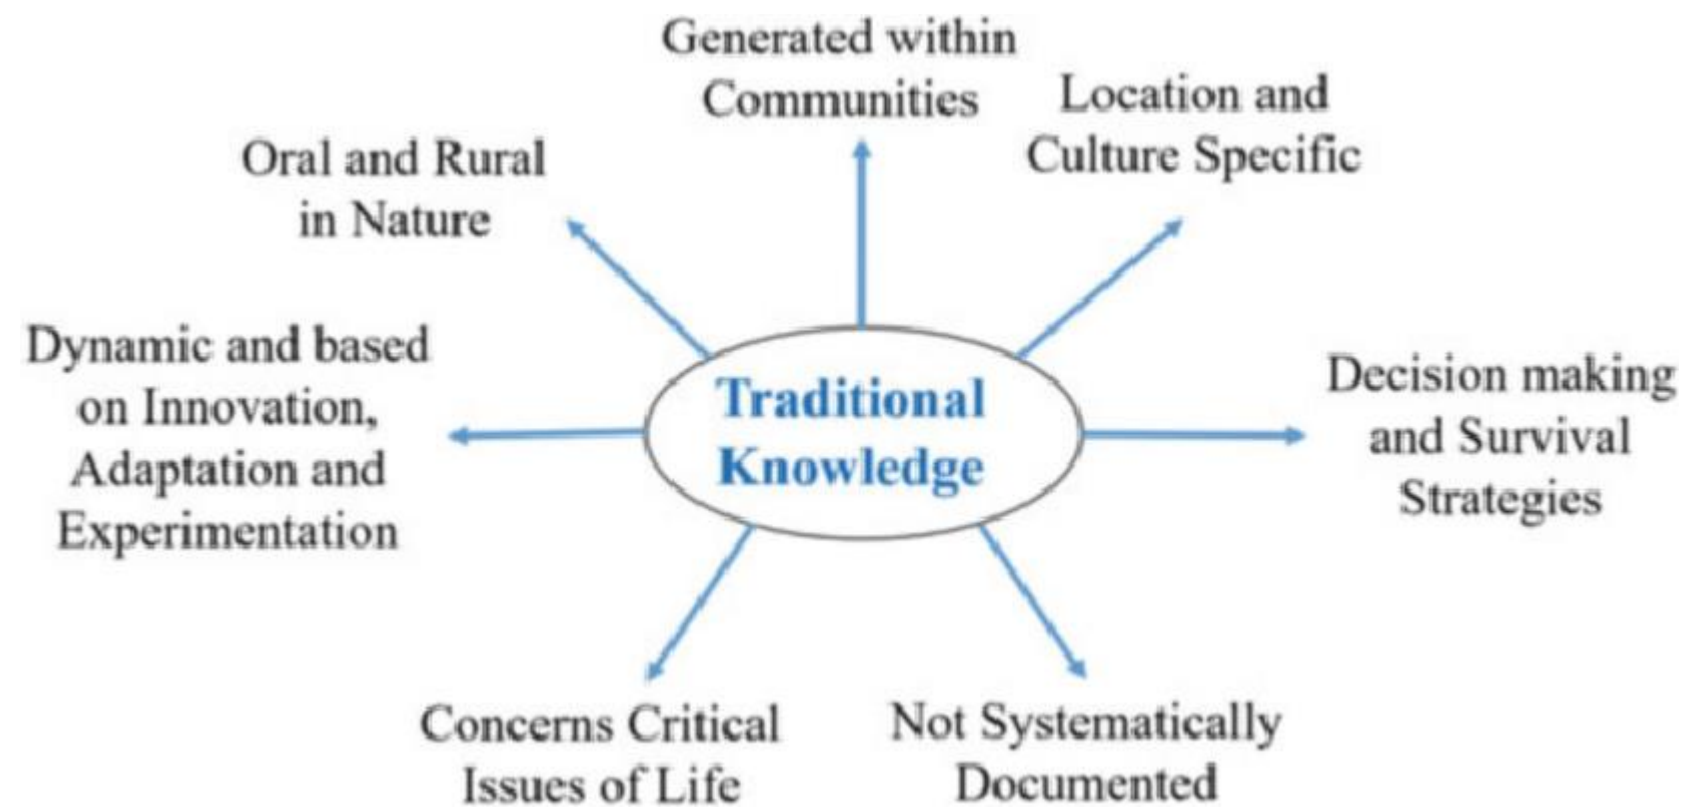 Generated within
Communities
Location and
Culture Specific
Oral and Rural
in Nature
Dynamic and based
on Innovation,
Adaptation and
Experimentation
Traditional
Knowledge
Decision making
and Survival
Strategies
Concerns Critical
Issues of Life
Not Systematically
Documented